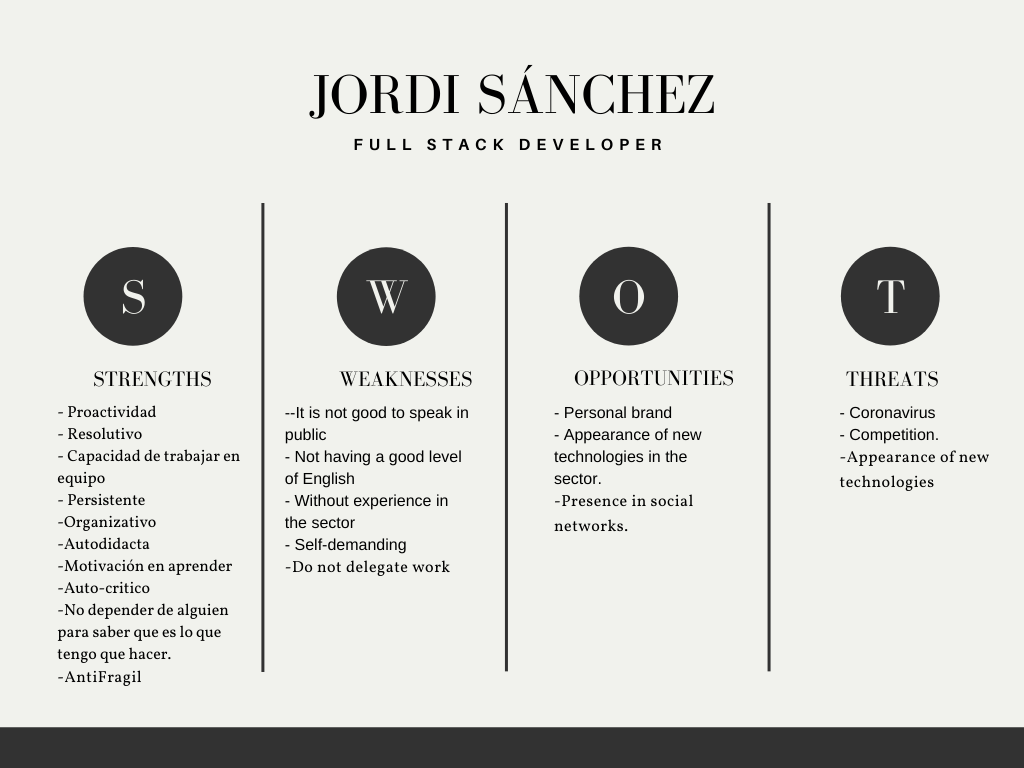 JORDI SÁNCHEZ
FULL STACK DEVELOPER
S
STRENGTHS
- Proactividad
- Resolutivo
- Capacidad de trabajar en
equipo
- Persistente
-Organizativo
-Autodidacta
-Motivación en aprender
-Auto-critico
-No depender de alguien
para saber que es lo que
tengo que hacer.
-AntiFragil
W
WEAKNESSES
--It is not good to speak in
public
- Not having a good level
of English
- Without experience in
the sector
- Self-demanding
-Do not delegate work
O
OPPORTUNITIES
- Personal brand
- Appearance of new
technologies in the
sector.
-Presence in social
networks.
T
THREATS
- Coronavirus
- Competition.
-Appearance of new
technologies